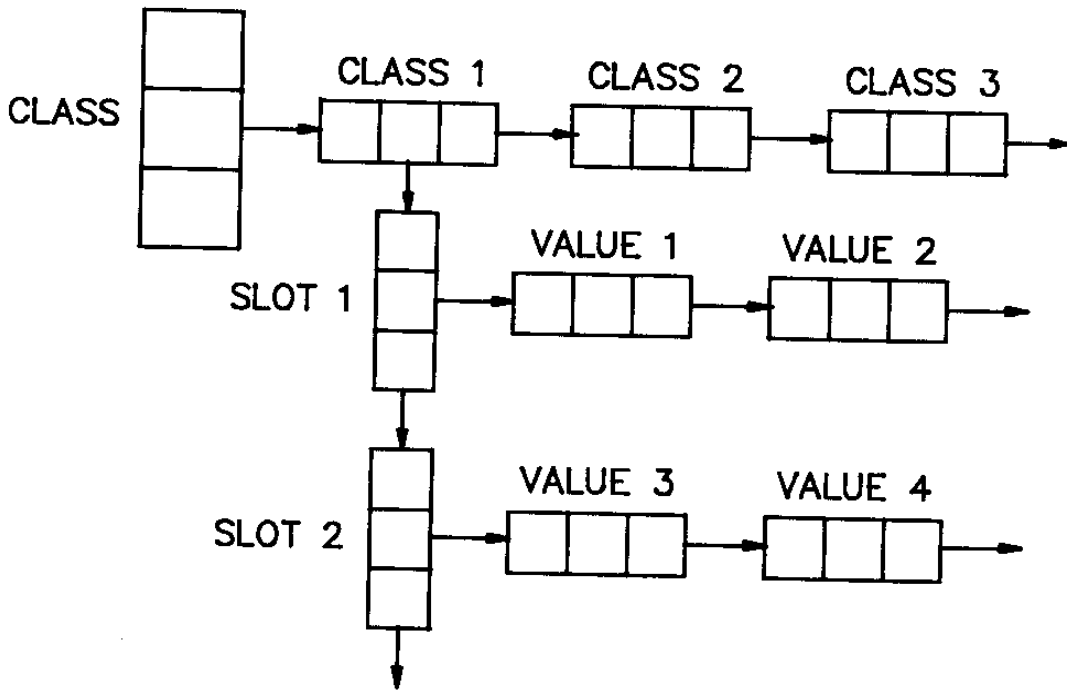 CLASS
CLASS 1
CLASS 2
CLASS 3
SLOT 1
VALUE 1
VALUE 2
SLOT 2
VALUE 3
VALUE 4